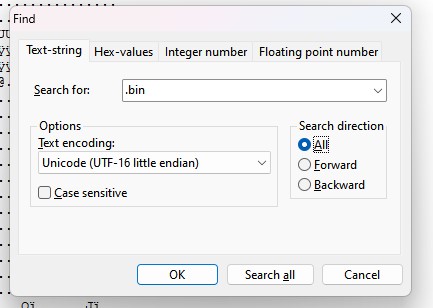 Find
Text-string Hex-values Integer number Floating point number
Search for: .bin
Options
Search direction
Text encoding:
All
Unicode (UTF-16 little endian)
Forward
Case sensitive
Backward
OK Search all Cancel